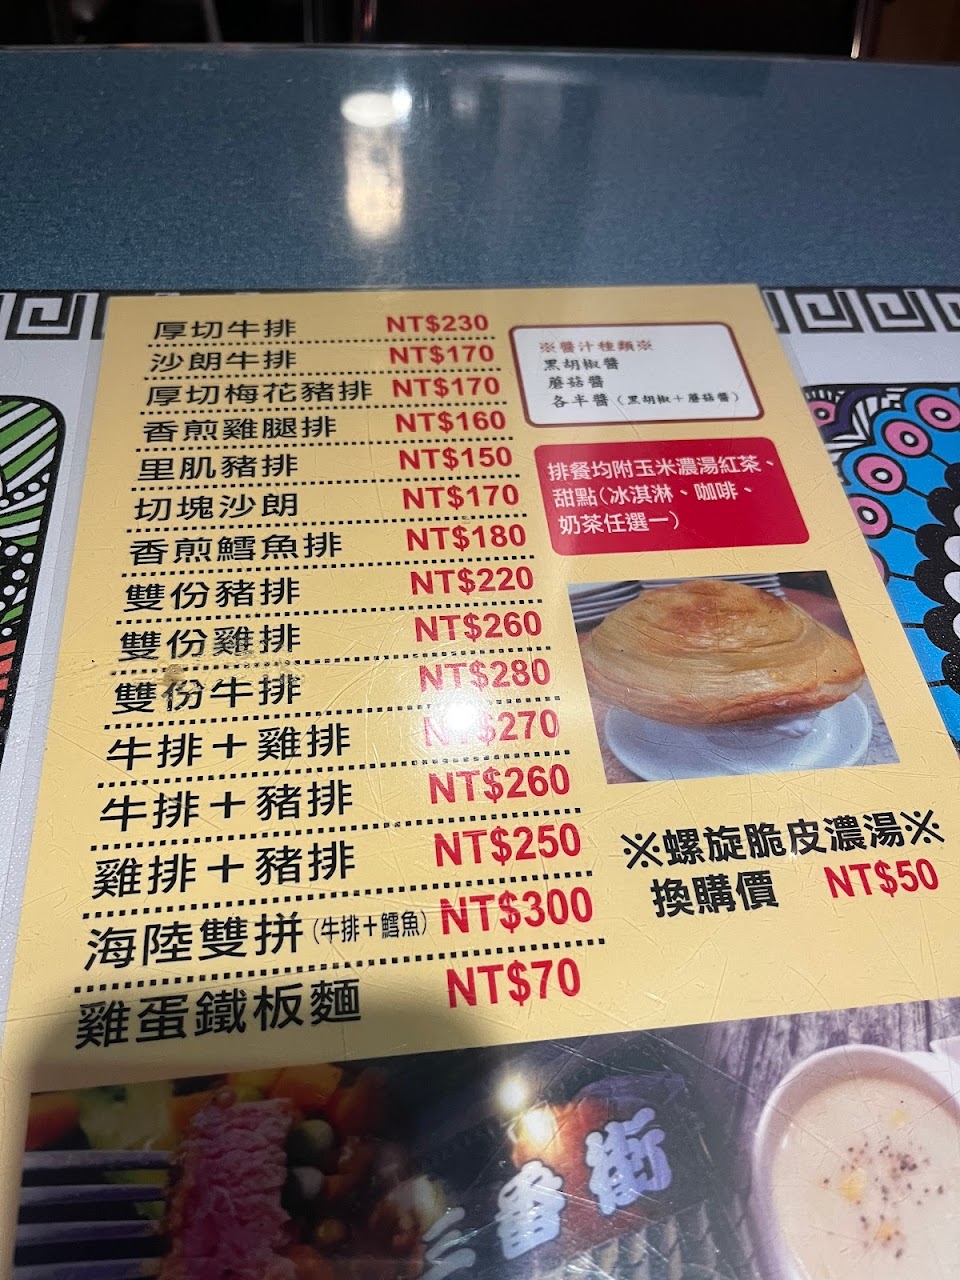 厚切牛排 NT$230
沙朗牛排 NT$170
厚切梅花豬排 NT$170
香煎雞腿排 NT$160
里肌豬排 NT$150
切塊沙朗 NT$170
香煎鱈魚排 NT$180
雙份豬排 NT$220
雙份雞排 NT$260
雙份牛排 NT$280
牛排＋雞排 NT$270
牛排＋豬排 NT$260
雞排＋豬排 NT$250
海陸雙拼(牛排＋鱈魚) NT$300
雞蛋鐵板麵 NT$70
※醬汁種類※
黑胡椒醬
蘑菇醬
各半醬（黑胡椒＋蘑菇醬）
排餐均附玉米濃湯紅茶、
甜點(冰淇淋、咖啡、
奶茶任選一)
※螺旋脆皮濃湯※
換購價 NT$50
番街